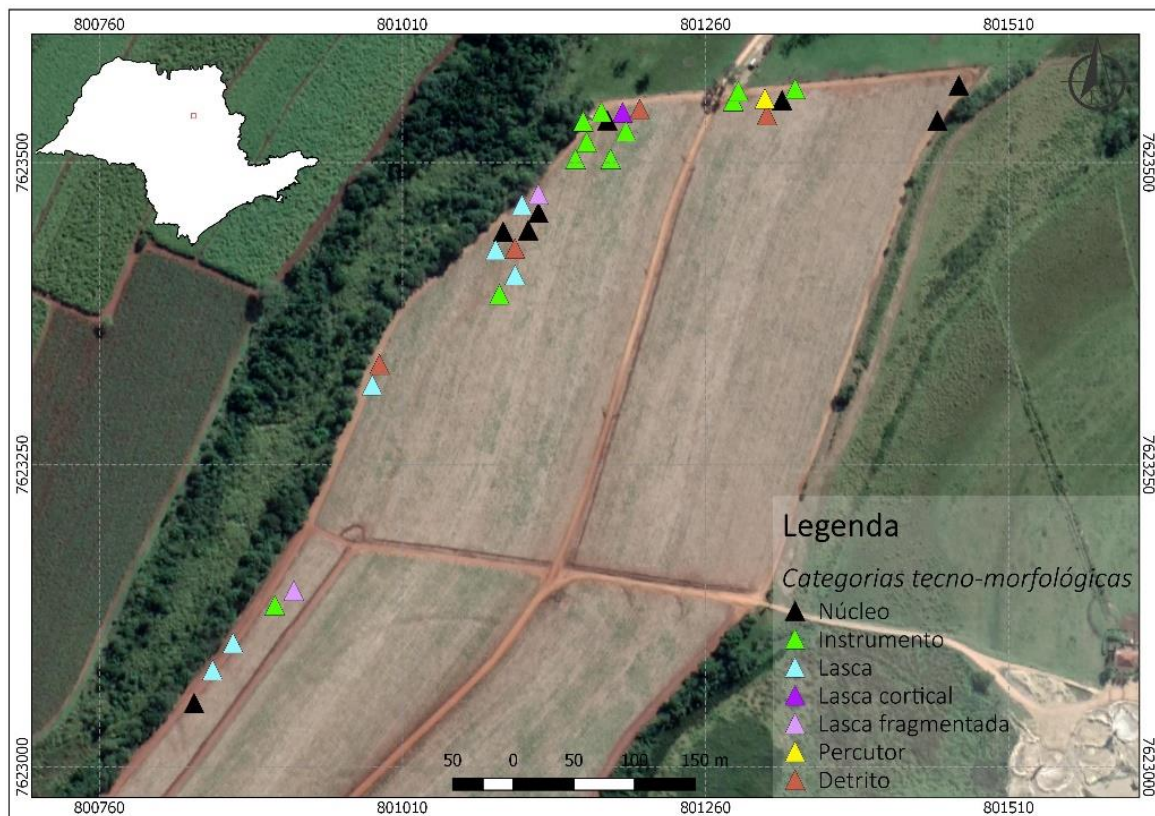 800760 801010 801260 801510
7623500 7623500
7623250 7623250
Legenda
Categorias tecno-morfológicas
Núcleo
Instrumento
Lasca
Lasca cortical
Lasca fragmentada
Percutor
Detrito
50 0 50 100 150 m
7623000 7623000
800760 801010 801260 801510